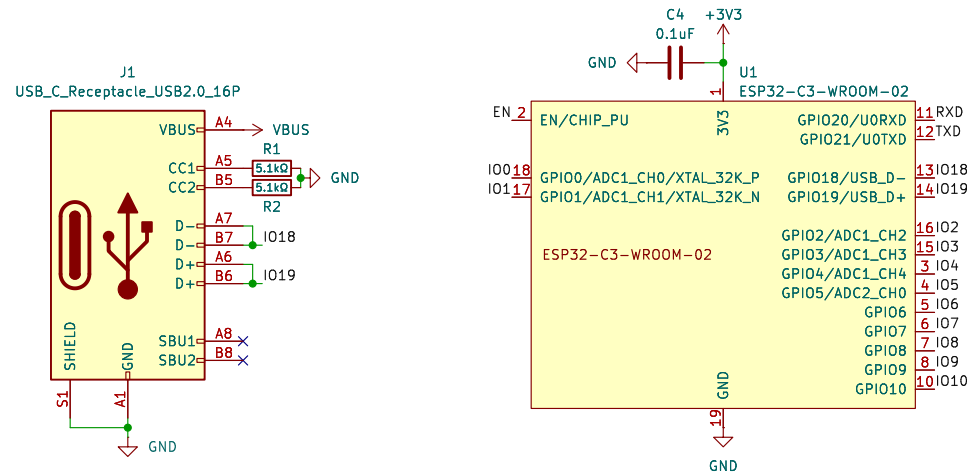 J1
USB_C_Receptacle_USB2.0_16P
VBUS A4 VBUS
R1
CC1 A5 5.1kΩ
GND
CC2 B5 5.1kΩ
R2
D- A7
D- B7 IO18
D+ A6
D+ B6 IO19
SBU1 A8
SBU2 B8
SHIELD
GND
S1
A1
GND
C4 +3V3
0.1uF
GND
U1
ESP32-C3-WROOM-02
1
3V3
EN 2 EN/CHIP_PU
GPIO20/U0RXD 11 RXD
GPIO21/U0TXD 12 TXD
IO0 18 GPIO0/ADC1_CH0/XTAL_32K_P
GPIO18/USB_D- 13 IO18
IO1 17 GPIO1/ADC1_CH1/XTAL_32K_N
GPIO19/USB_D+ 14 IO19
GPIO2/ADC1_CH2 16 IO2
ESP32-C3-WROOM-02
GPIO3/ADC1_CH3 15 IO3
GPIO4/ADC1_CH4 3 IO4
GPIO5/ADC2_CH0 4 IO5
GPIO6 5 IO6
GPIO7 6 IO7
GPIO8 7 IO8
GPIO9 8 IO9
GPIO10 10 IO10
GND
19
GND